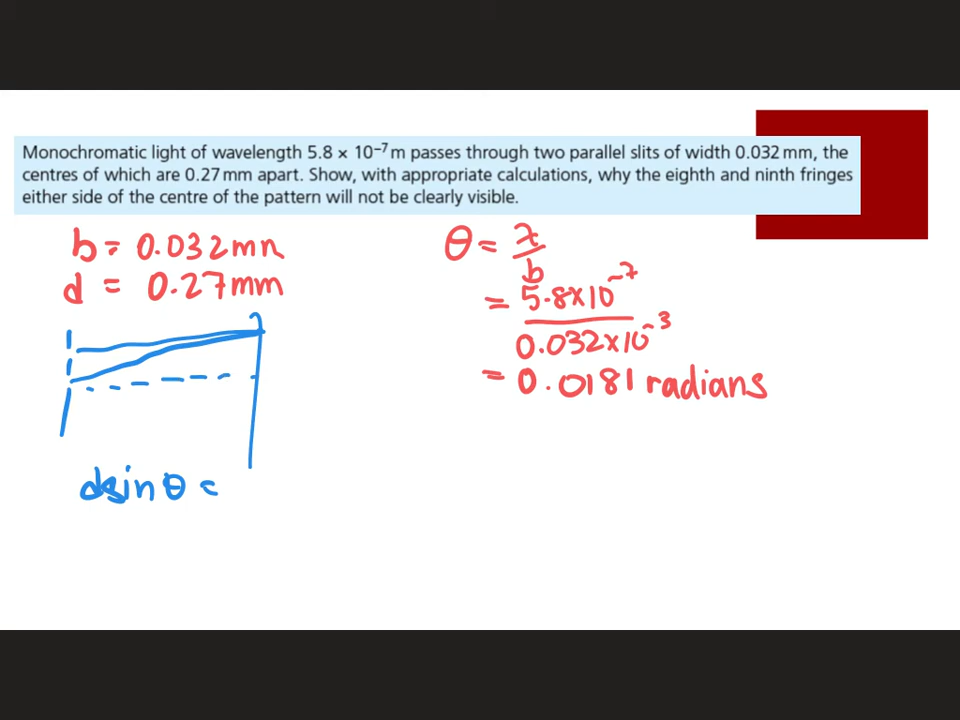 Monochromatic light of wavelength 5.8 × 10⁻⁷ m passes through two parallel slits of width 0.032 mm, the
centres of which are 0.27 mm apart. Show, with appropriate calculations, why the eighth and ninth fringes
either side of the centre of the pattern will not be clearly visible.
b = 0.032mm
d = 0.27mm
θ = λ/b
= 5.8×10⁻⁷/0.032×10⁻³
= 0.0181 radians
dsin θ =